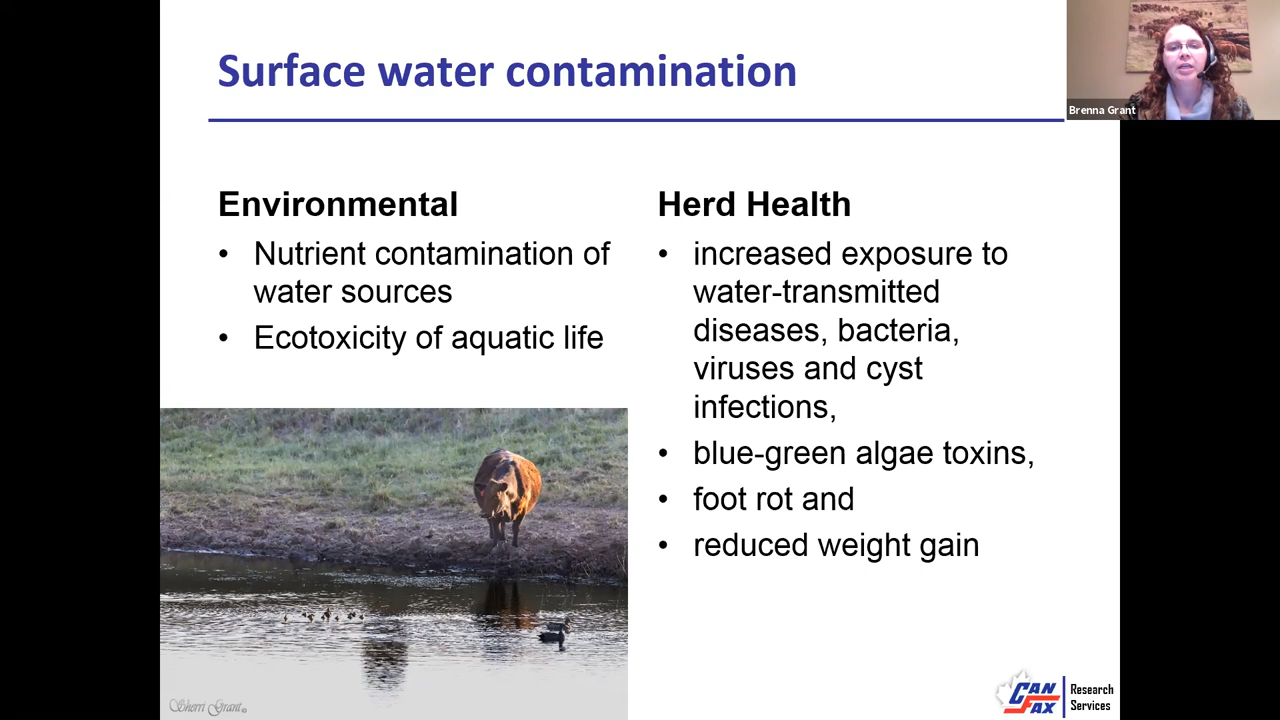 Surface water contamination
Brenna Grant
Environmental
• Nutrient contamination of
water sources
• Ecotoxicity of aquatic life
Herd Health
• increased exposure to
water-transmitted
diseases, bacteria,
viruses and cyst
infections,
• blue-green algae toxins,
• foot rot and
• reduced weight gain
Sherri Grant
CAN
FAX
Research
Services